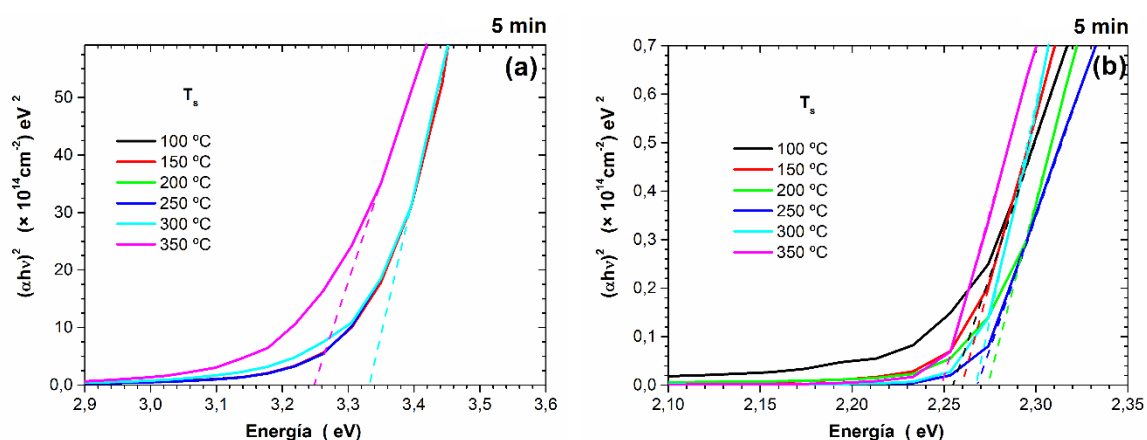 5 min
(a)
(αhν)² (× 10¹⁴cm⁻²) eV ²
50
40
30
20
10
0,0
Tₛ
100 ºC
150 ºC
200 ºC
250 ºC
300 ºC
350 ºC
2,9 3,0 3,1 3,2 3,3 3,4 3,5 3,6
Energía ( eV)
5 min
(b)
(αhν)² (× 10¹⁴cm⁻²) eV ²
0,7
0,6
0,5
0,4
0,3
0,2
0,1
0,0
Tₛ
100 ºC
150 ºC
200 ºC
250 ºC
300 ºC
350 ºC
2,10 2,15 2,20 2,25 2,30 2,35
Energía ( eV)